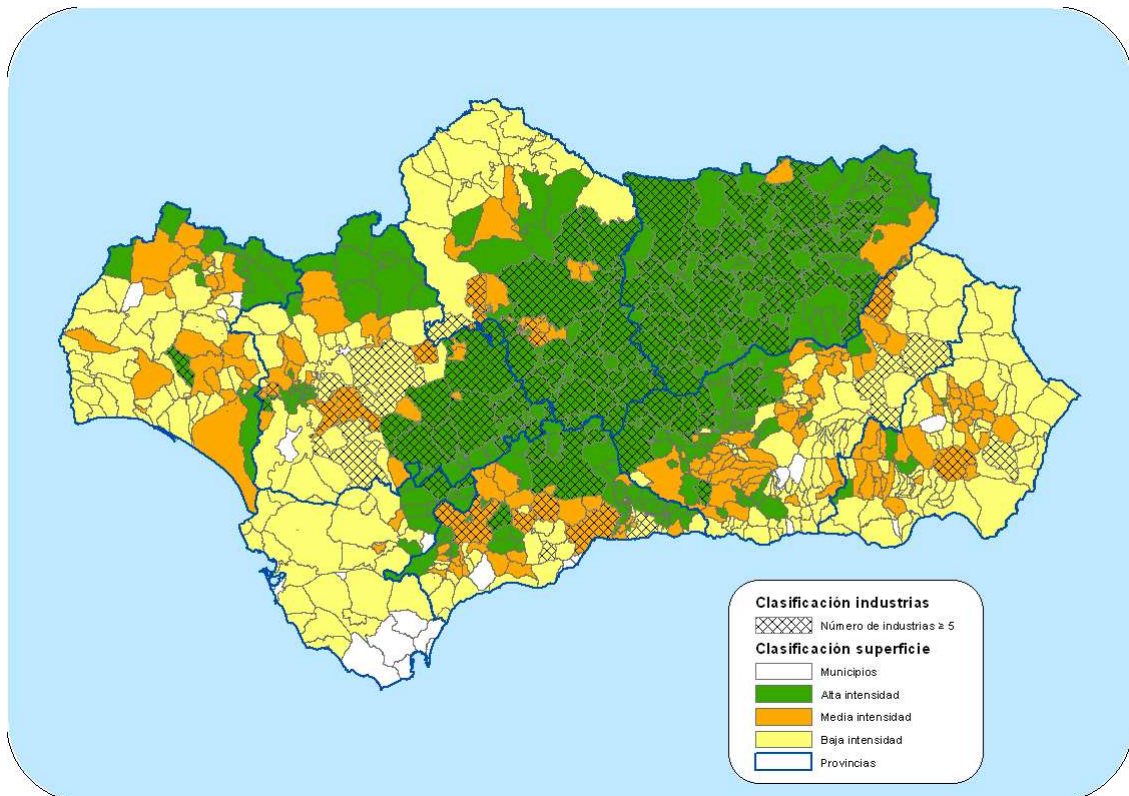 Clasificación industrias
Número de industrias ≥ 5
Clasificación superficie
Municipios
Alta intensidad
Media intensidad
Baja intensidad
Provincias